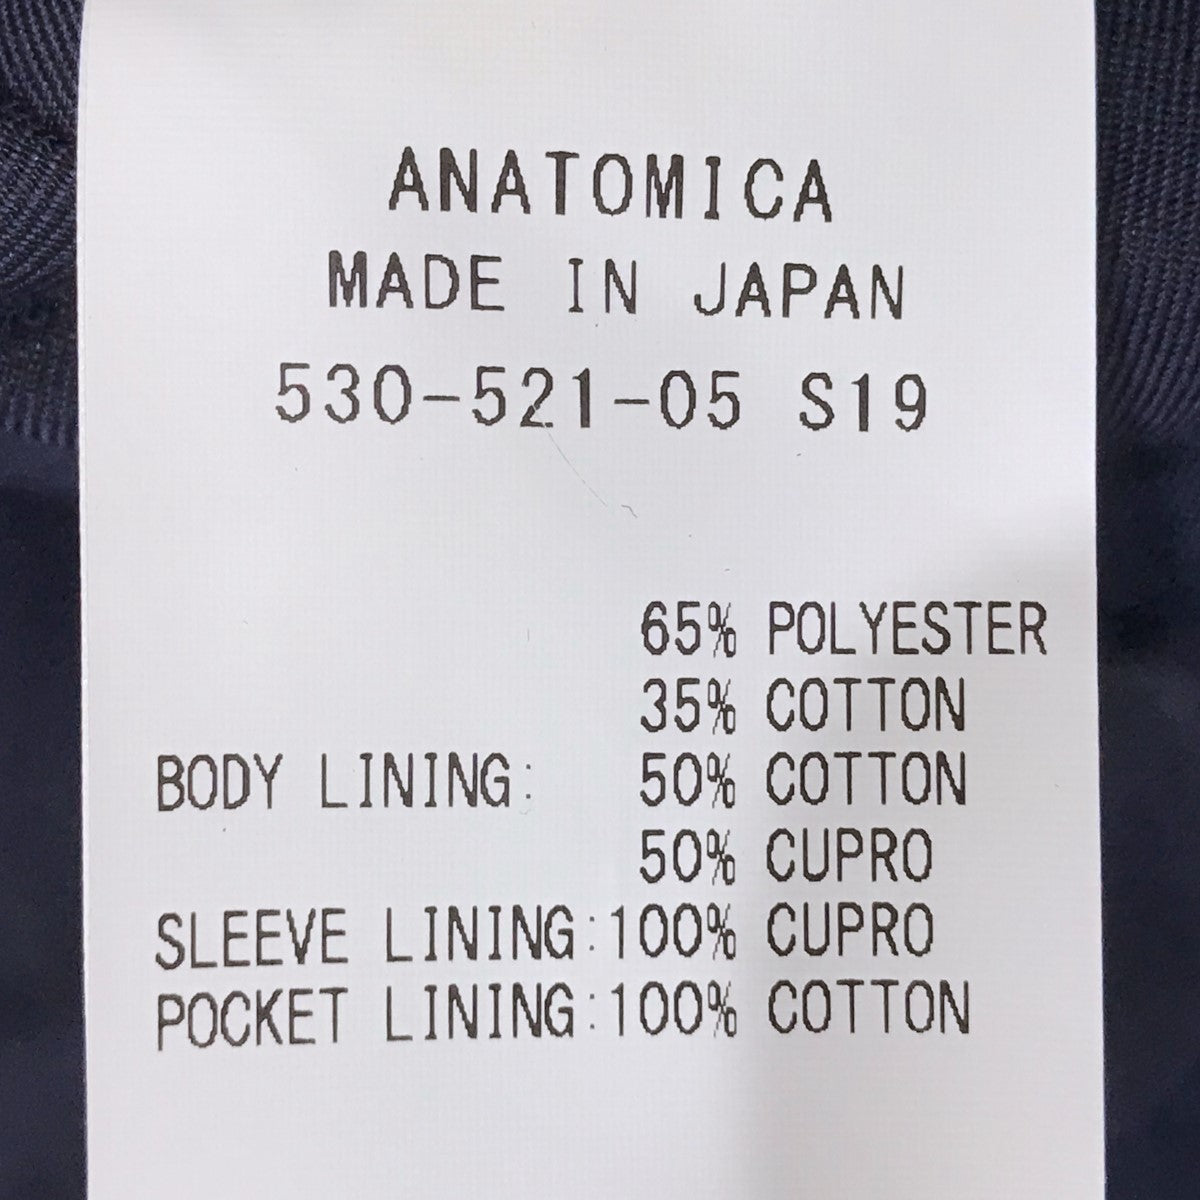 ANATOMICA
MADE IN JAPAN
530-521-05 S19
65% POLYESTER
35% COTTON
BODY LINING: 50% COTTON
50% CUPRO
SLEEVE LINING:100% CUPRO
POCKET LINING:100% COTTON